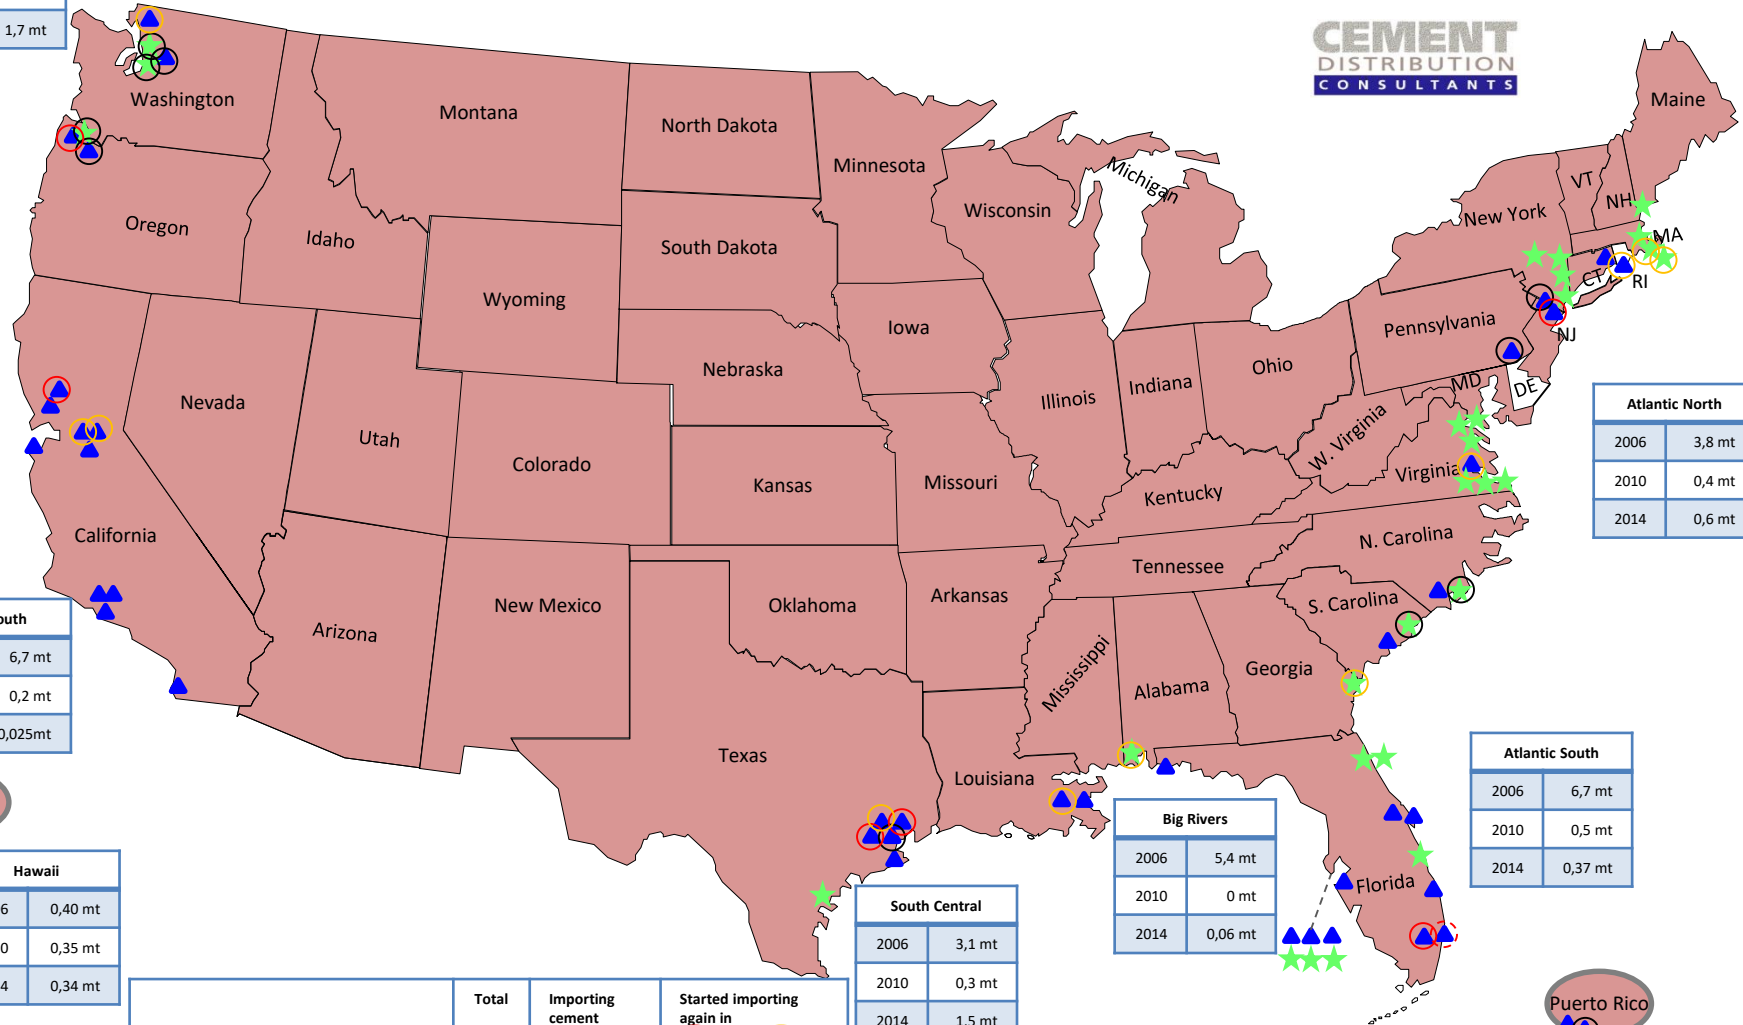 1,7 mt
CEMENT
DISTRIBUTION
CONSULTANTS
Washington
Montana
North Dakota
Minnesota
Michigan
Maine
Wisconsin
VT
NH
New York
MA
Oregon
Idaho
South Dakota
Wyoming
CT
RI
Iowa
Pennsylvania
NJ
Nebraska
Ohio
Indiana
Illinois
MD
DE
Nevada
Utah
Colorado
Kansas
Missouri
W. Virginia
Virginia
Kentucky
Atlantic North
2006 3,8 mt
2010 0,4 mt
2014 0,6 mt
California
N. Carolina
Tennessee
Arizona
New Mexico
Oklahoma
Arkansas
S. Carolina
Mississippi
Alabama
Georgia
outh
6,7 mt
0,2 mt
0,025mt
Texas
Louisiana
Florida
Atlantic South
2006 6,7 mt
2010 0,5 mt
2014 0,37 mt
Big Rivers
2006 5,4 mt
2010 0 mt
2014 0,06 mt
Hawaii
6 0,40 mt
0 0,35 mt
4 0,34 mt
South Central
2006 3,1 mt
2010 0,3 mt
2014 1,5 mt
Total
Importing
cement
Started importing
again in
Puerto Rico